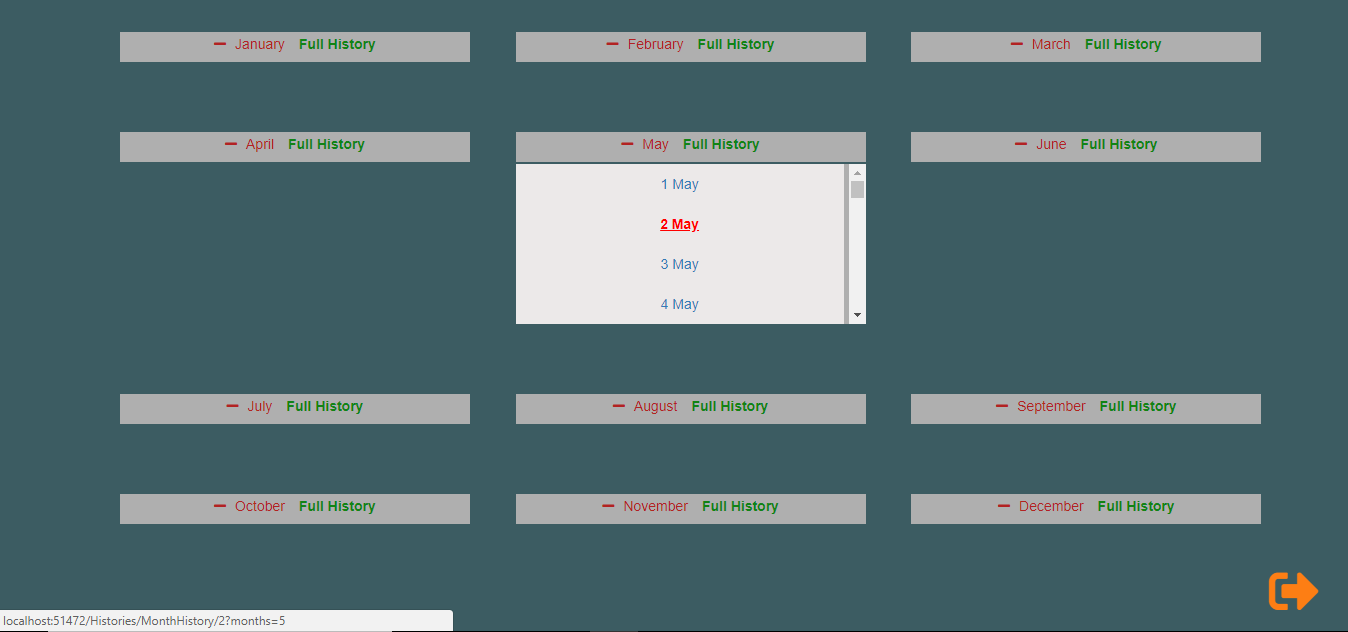 January Full History
February Full History
March Full History
April Full History
May Full History
June Full History
1 May
2 May
3 May
4 May
July Full History
August Full History
September Full History
October Full History
November Full History
December Full History
localhost:51472/Histories/MonthHistory/2?months=5